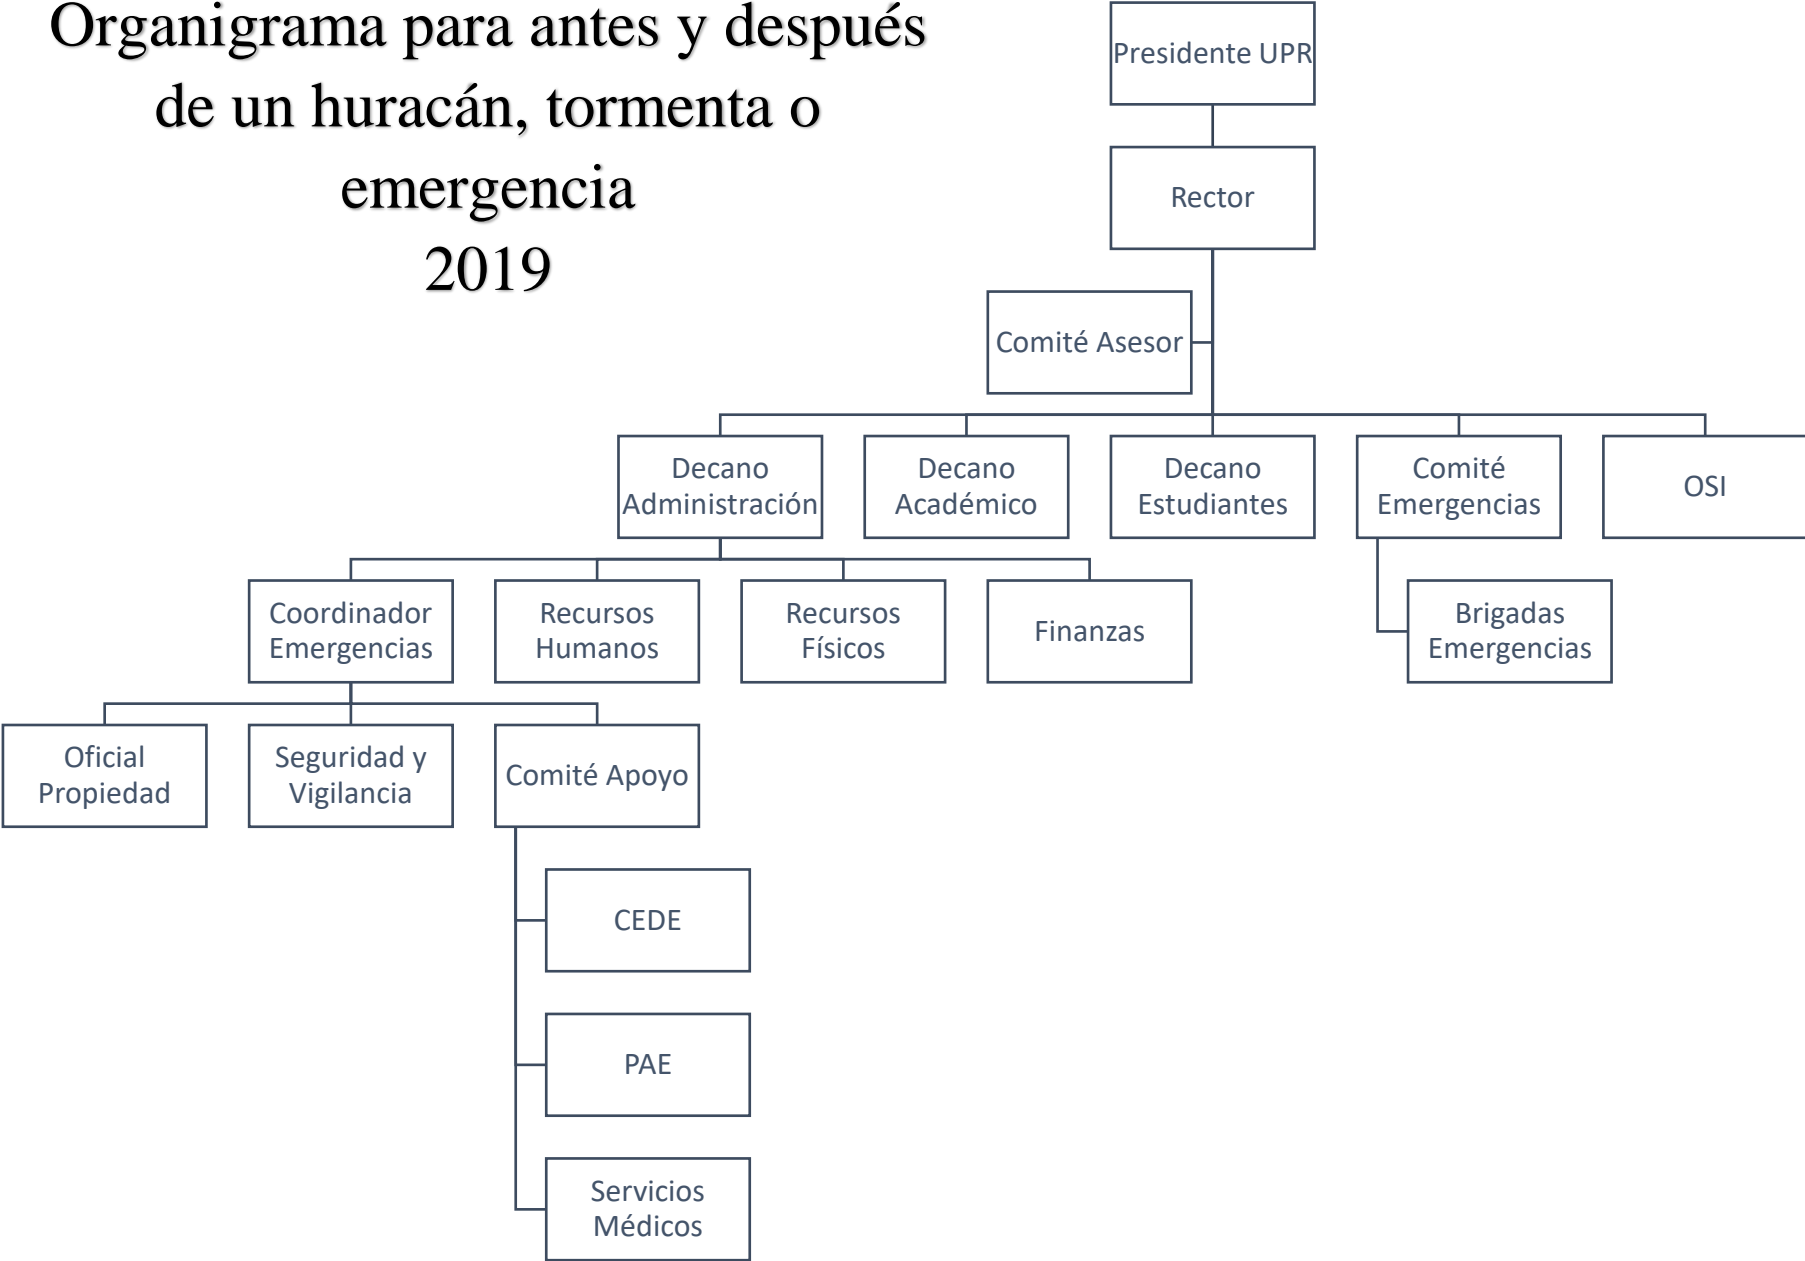 Organigrama para antes y después
de un huracán, tormenta o
emergencia
2019
Presidente UPR
Rector
Comité Asesor
Decano
Administración
Decano
Académico
Decano
Estudiantes
Comité
Emergencias
OSI
Coordinador
Emergencias
Recursos
Humanos
Recursos
Físicos
Finanzas
Brigadas
Emergencias
Oficial
Propiedad
Seguridad y
Vigilancia
Comité Apoyo
CEDE
PAE
Servicios
Médicos